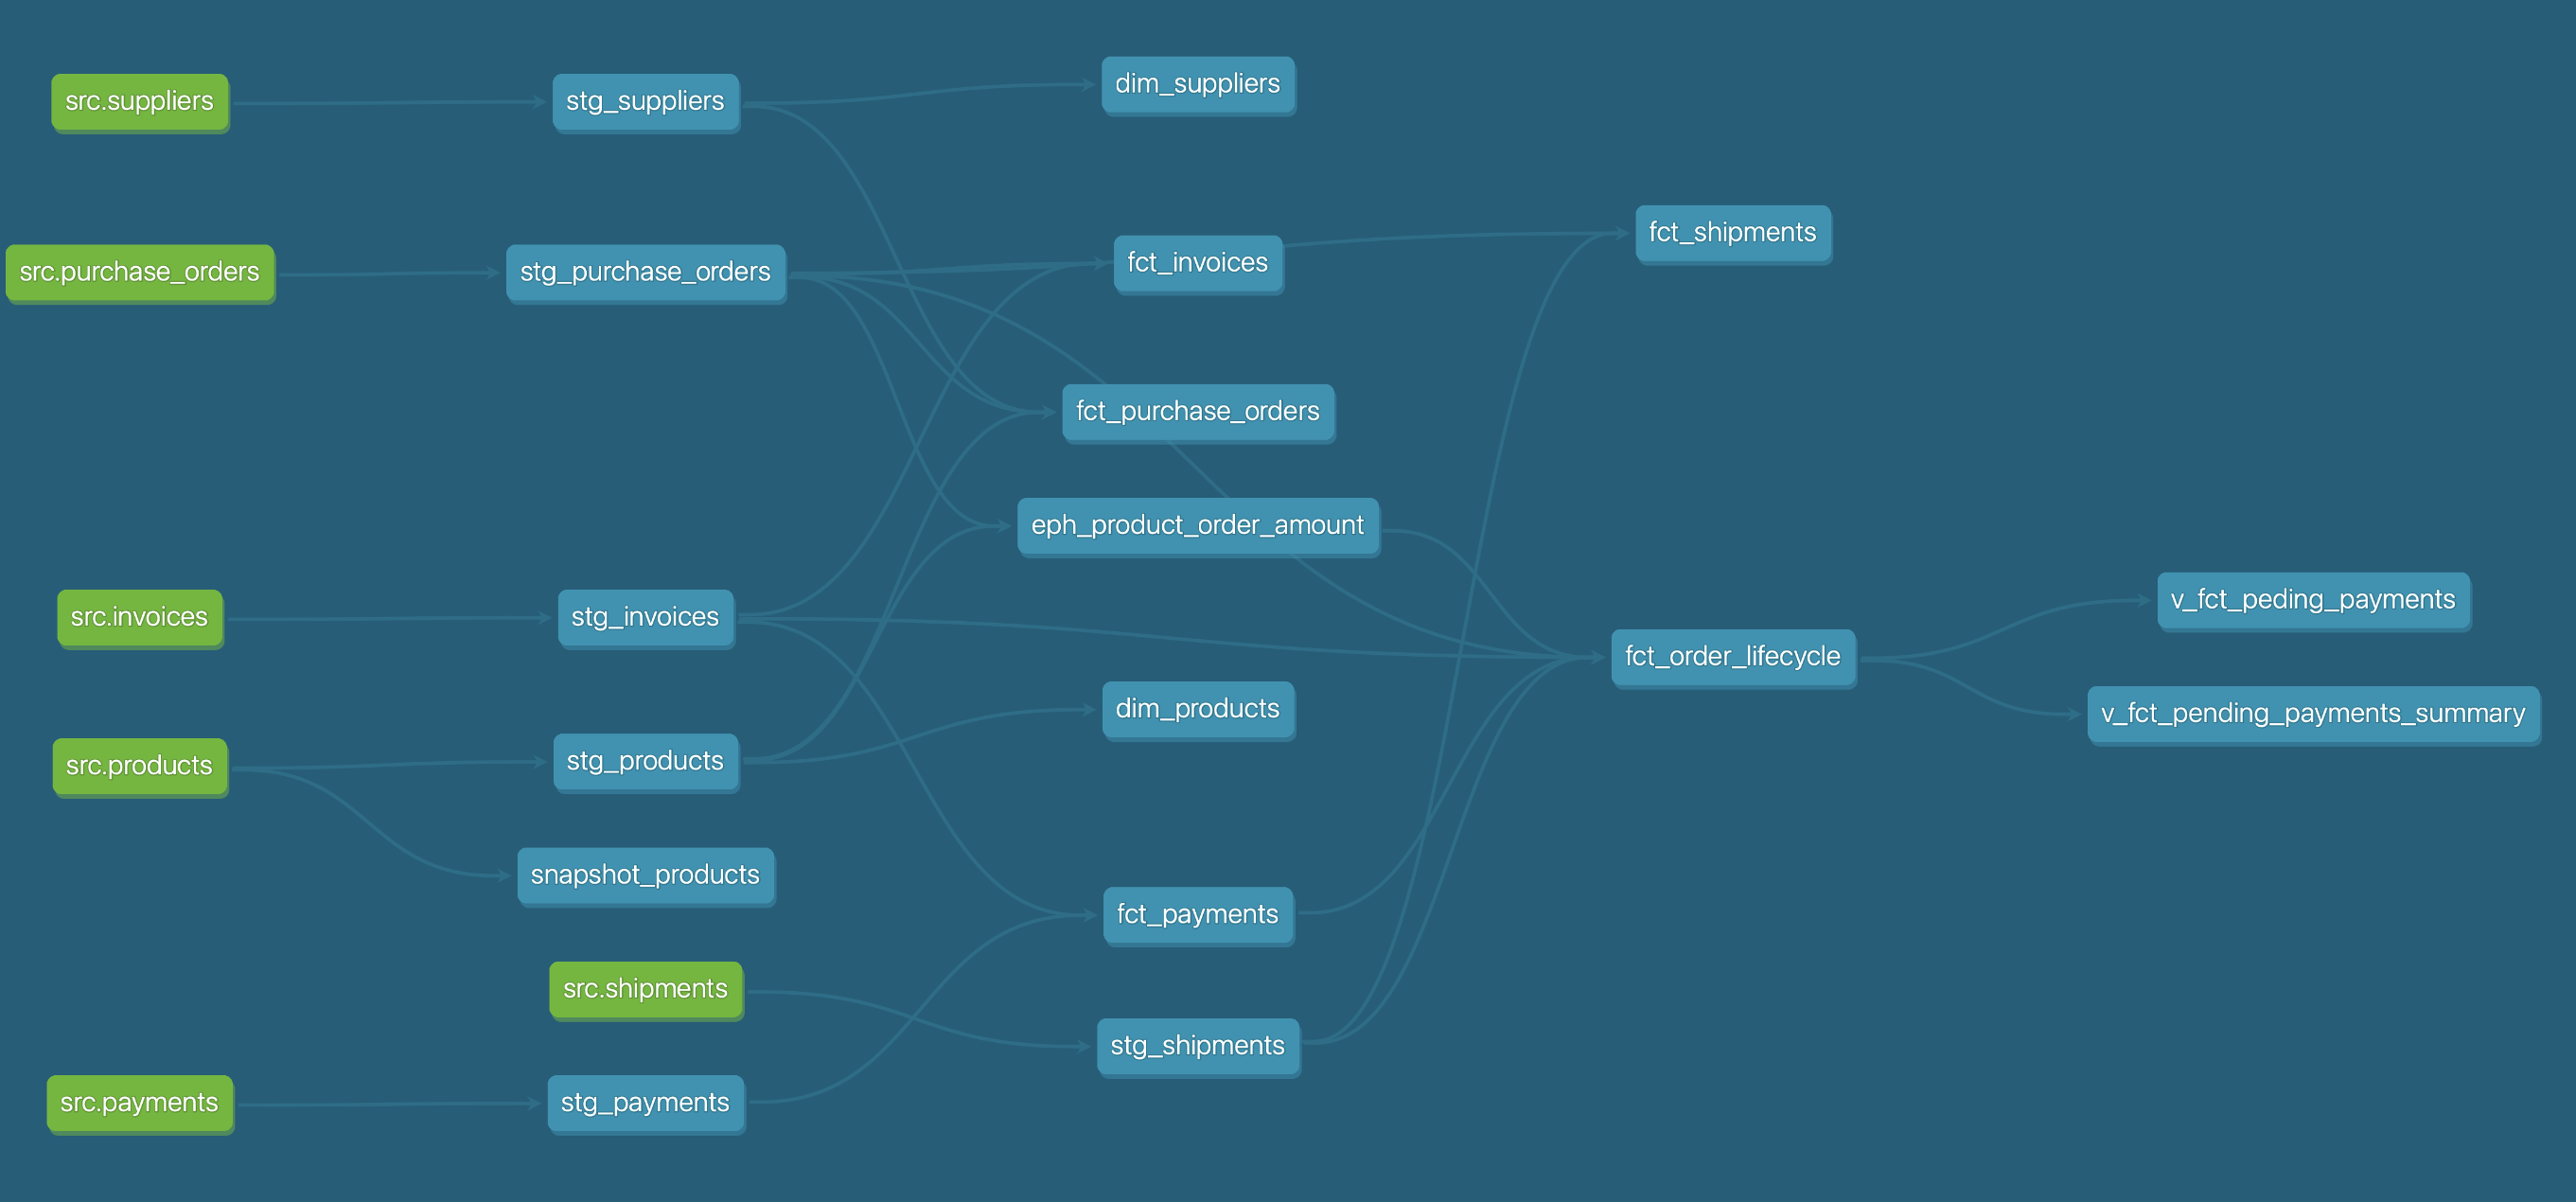 src.suppliers
stg_suppliers
dim_suppliers
fct_shipments
src.purchase_orders
stg_purchase_orders
fct_invoices
fct_purchase_orders
eph_product_order_amount
src.invoices
stg_invoices
v_fct_peding_payments
fct_order_lifecycle
v_fct_pending_payments_summary
dim_products
src.products
stg_products
snapshot_products
fct_payments
src.shipments
stg_shipments
src.payments
stg_payments